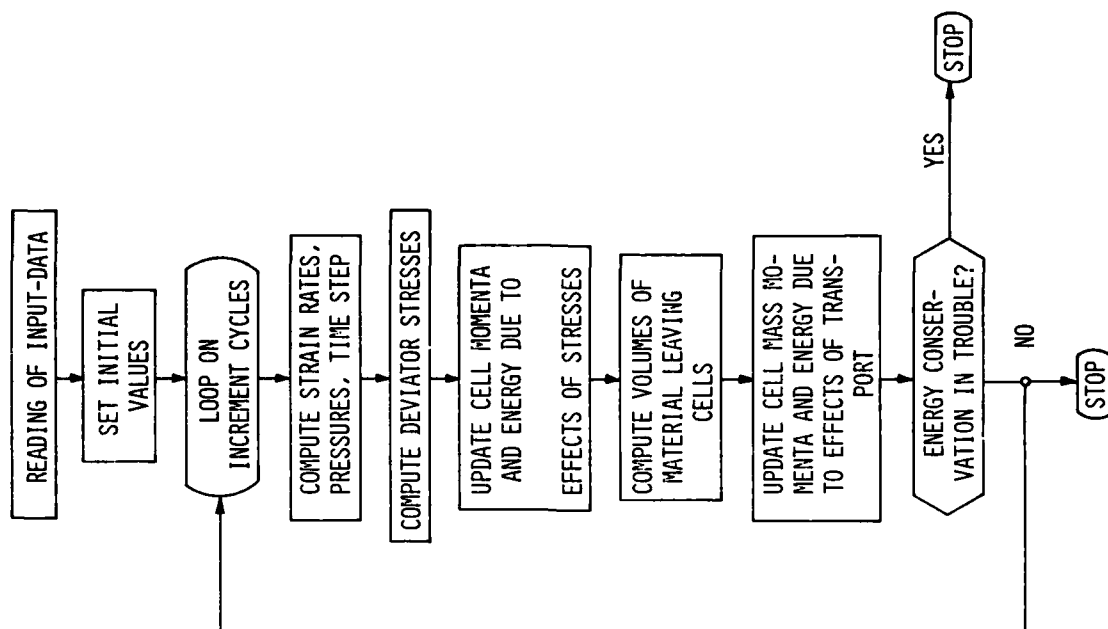 READING OF INPUT-DATA
SET INITIAL
VALUES
LOOP ON
INCREMENT CYCLES
COMPUTE STRAIN RATES,
PRESSURES, TIME STEP
COMPUTE DEVIATOR STRESSES
UPDATE CELL MOMENTA
AND ENERGY DUE TO
EFFECTS OF STRESSES
COMPUTE VOLUMES OF
MATERIAL LEAVING
CELLS
UPDATE CELL MASS MO-
MENTA AND ENERGY DUE
TO EFFECTS OF TRANS-
PORT
ENERGY CONSER-
VATION IN TROUBLE?
YES
STOP
NO
STOP